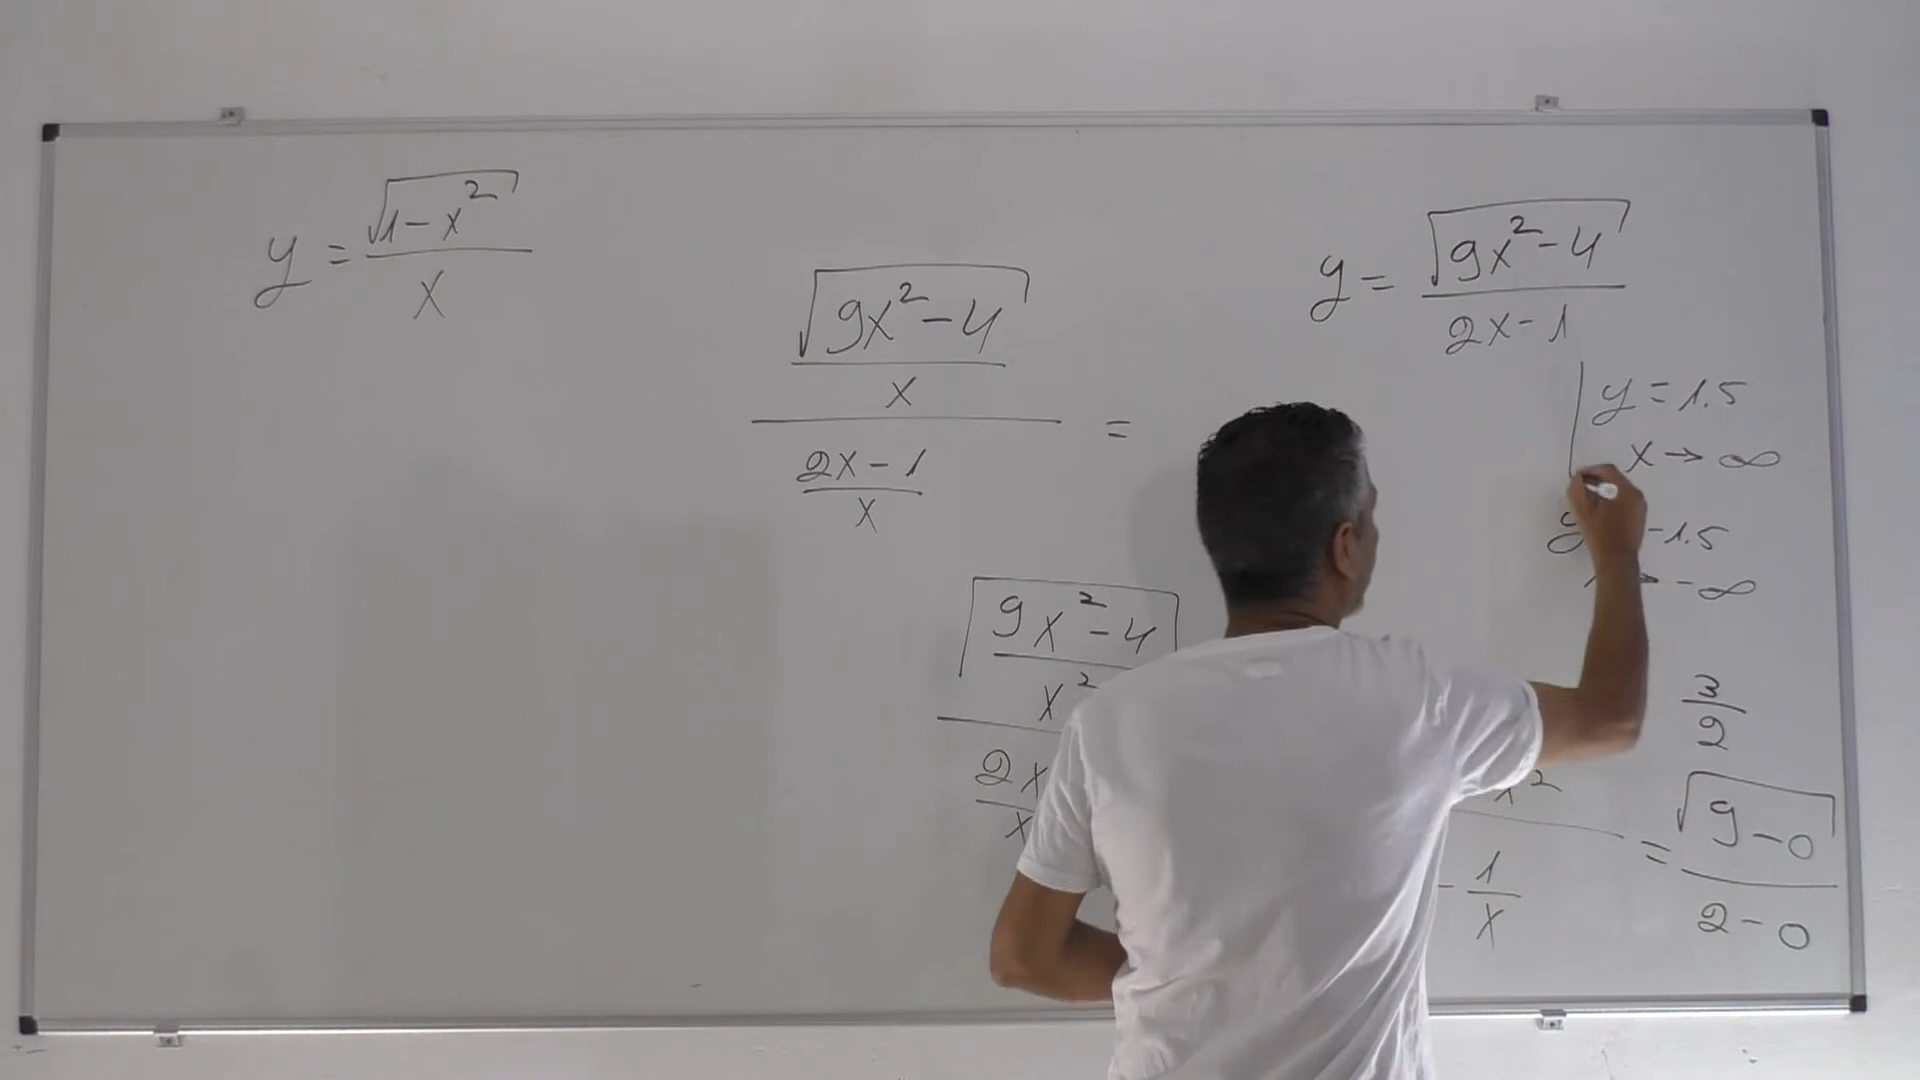 y = √(1-x²) / x
√(9x²-4) / x
2x-1 / x
=
9x²-4
x²
2x
x
y = √(9x²-4) / 2x-1
y = 1.5
x → ∞
y -1.5
-∞
3/2
x²
- 1/x
= √(9-0) / 2-0